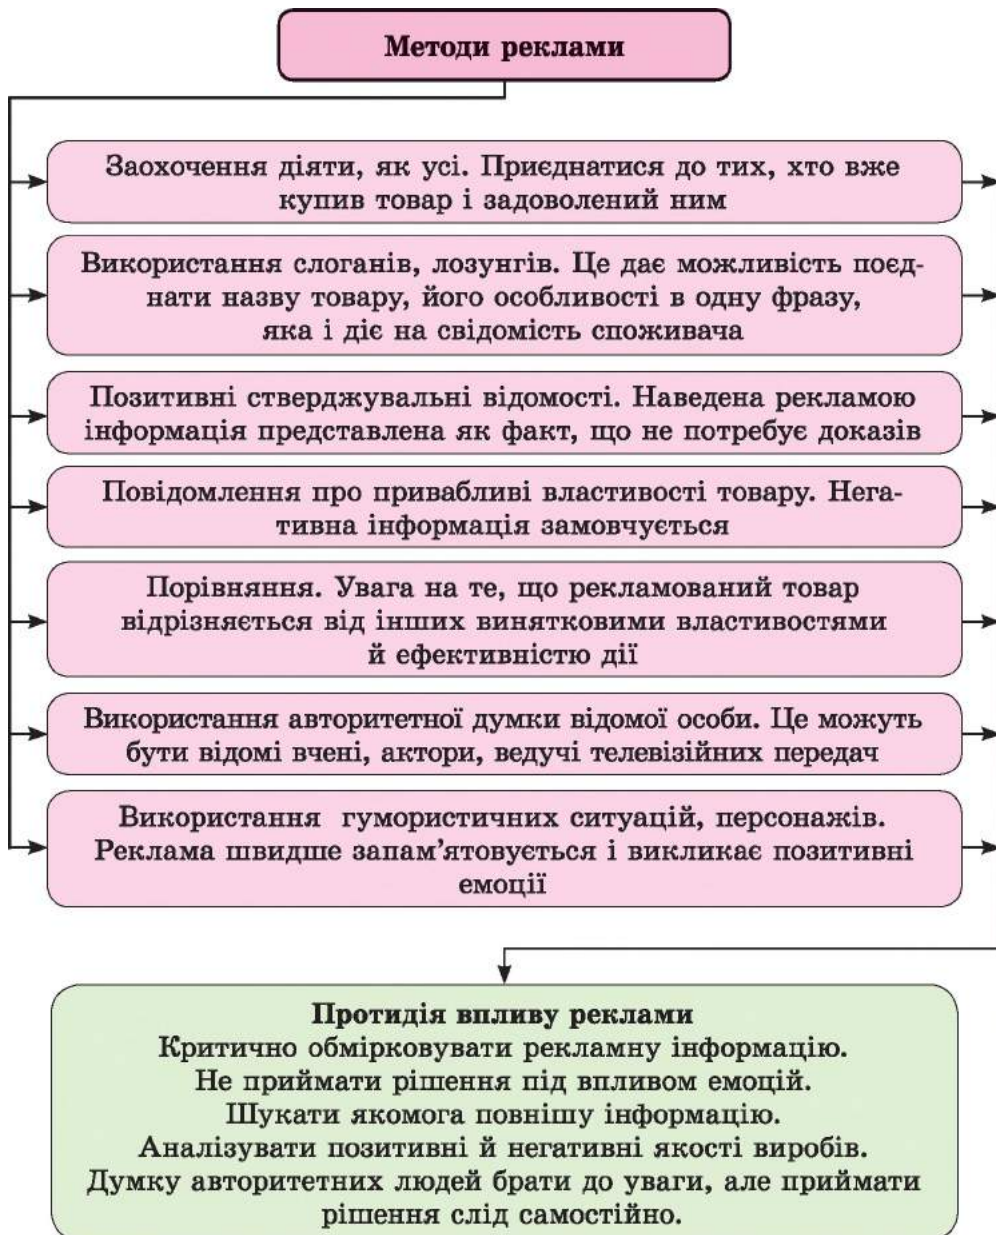 Методи реклами
Заохочення діяти, як усі. Приєднатися до тих, хто вже
купив товар і задоволений ним
Використання слоганів, лозунгів. Це дає можливість поєд-
нати назву товару, його особливості в одну фразу,
яка і діє на свідомість споживача
Позитивні стверджувальні відомості. Наведена рекламою
інформація представлена як факт, що не потребує доказів
Повідомлення про привабливі властивості товару. Нега-
тивна інформація замовчується
Порівняння. Увага на те, що рекламований товар
відрізняється від інших винятковими властивостями
й ефективністю дії
Використання авторитетної думки відомої особи. Це можуть
бути відомі вчені, актори, ведучі телевізійних передач
Використання гумористичних ситуацій, персонажів.
Реклама швидше запам’ятовується і викликає позитивні
емоції
Протидія впливу реклами
Критично обмірковувати рекламну інформацію.
Не приймати рішення під впливом емоцій.
Шукати якомога повнішу інформацію.
Аналізувати позитивні й негативні якості виробів.
Думку авторитетних людей брати до уваги, але приймати
рішення слід самостійно.